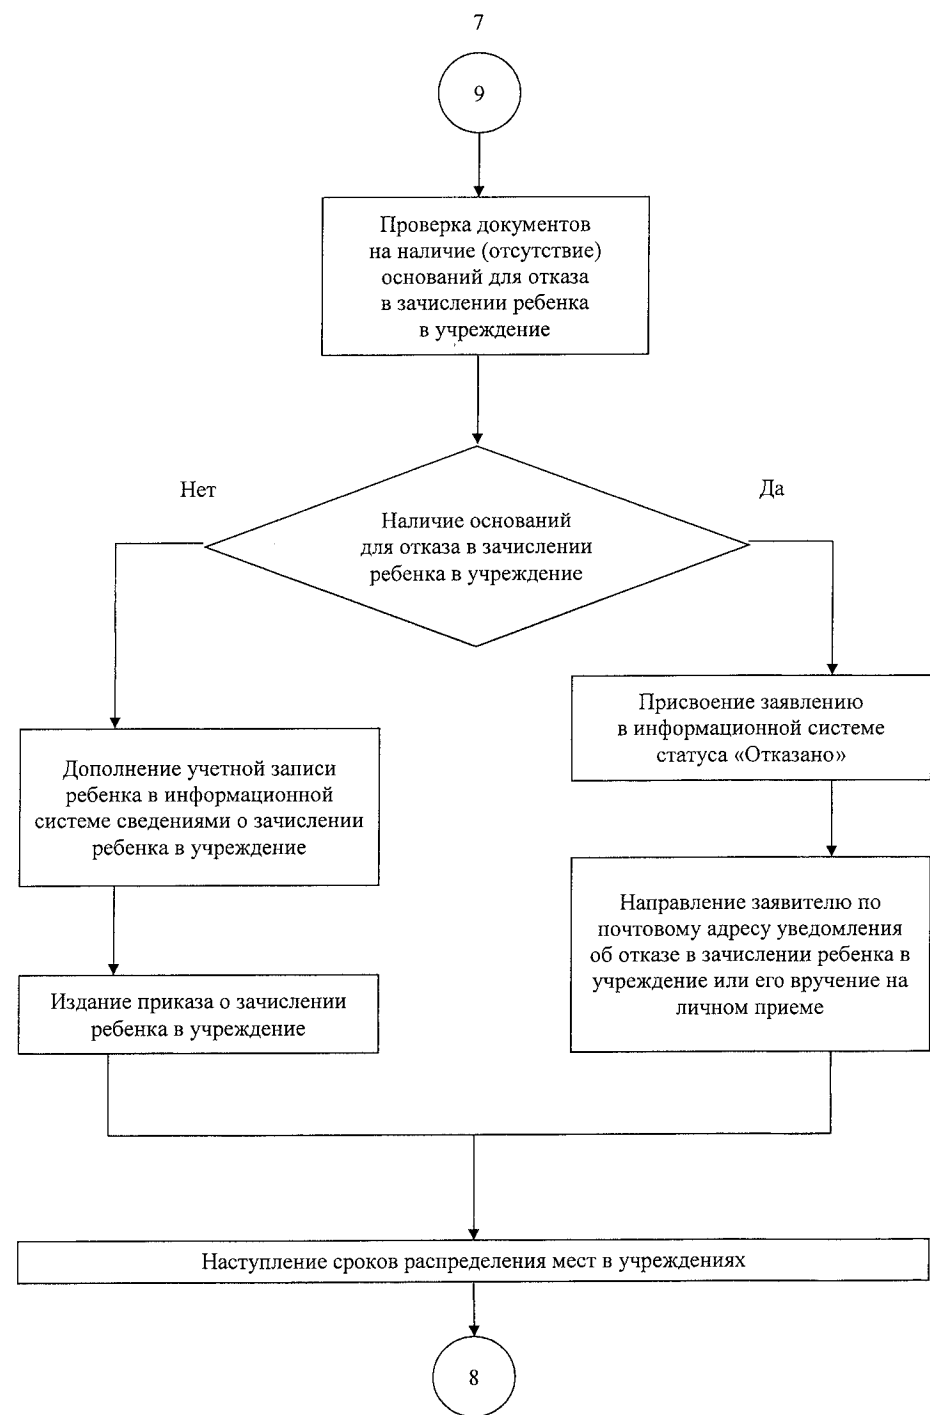 7
9
Проверка документов
на наличие (отсутствие)
оснований для отказа
в зачислении ребенка
в учреждение
Нет
Да
Наличие оснований
для отказа в зачислении
ребенка в учреждение
Присвоение заявлению
в информационной системе
статуса «Отказано»
Дополнение учетной записи
ребенка в информационной
системе сведениями о зачислении
ребенка в учреждение
Направление заявителю по
почтовому адресу уведомления
об отказе в зачислении ребенка в
учреждение или его вручение на
личном приеме
Издание приказа о зачислении
ребенка в учреждение
Наступление сроков распределения мест в учреждениях
8